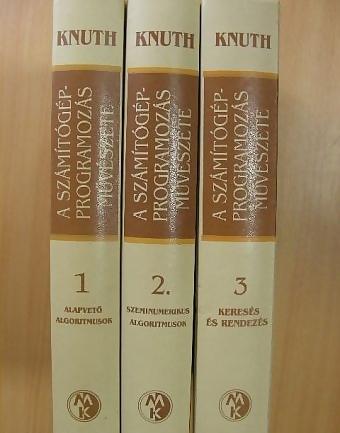 KNUTH
A SZÁMÍTÓGÉP-
PROGRAMOZÁS
MŰVÉSZETE
1
ALAPVETŐ
ALGORITMUSOK
MK
KNUTH
A SZÁMÍTÓGÉP-
PROGRAMOZÁS
MŰVÉSZETE
2.
SZEMINUMERIKUS
ALGORITMUSOK
MK
KNUTH
A SZÁMÍTÓGÉP-
PROGRAMOZÁS
MŰVÉSZETE
3
KERESÉS
ÉS RENDEZÉS
MK